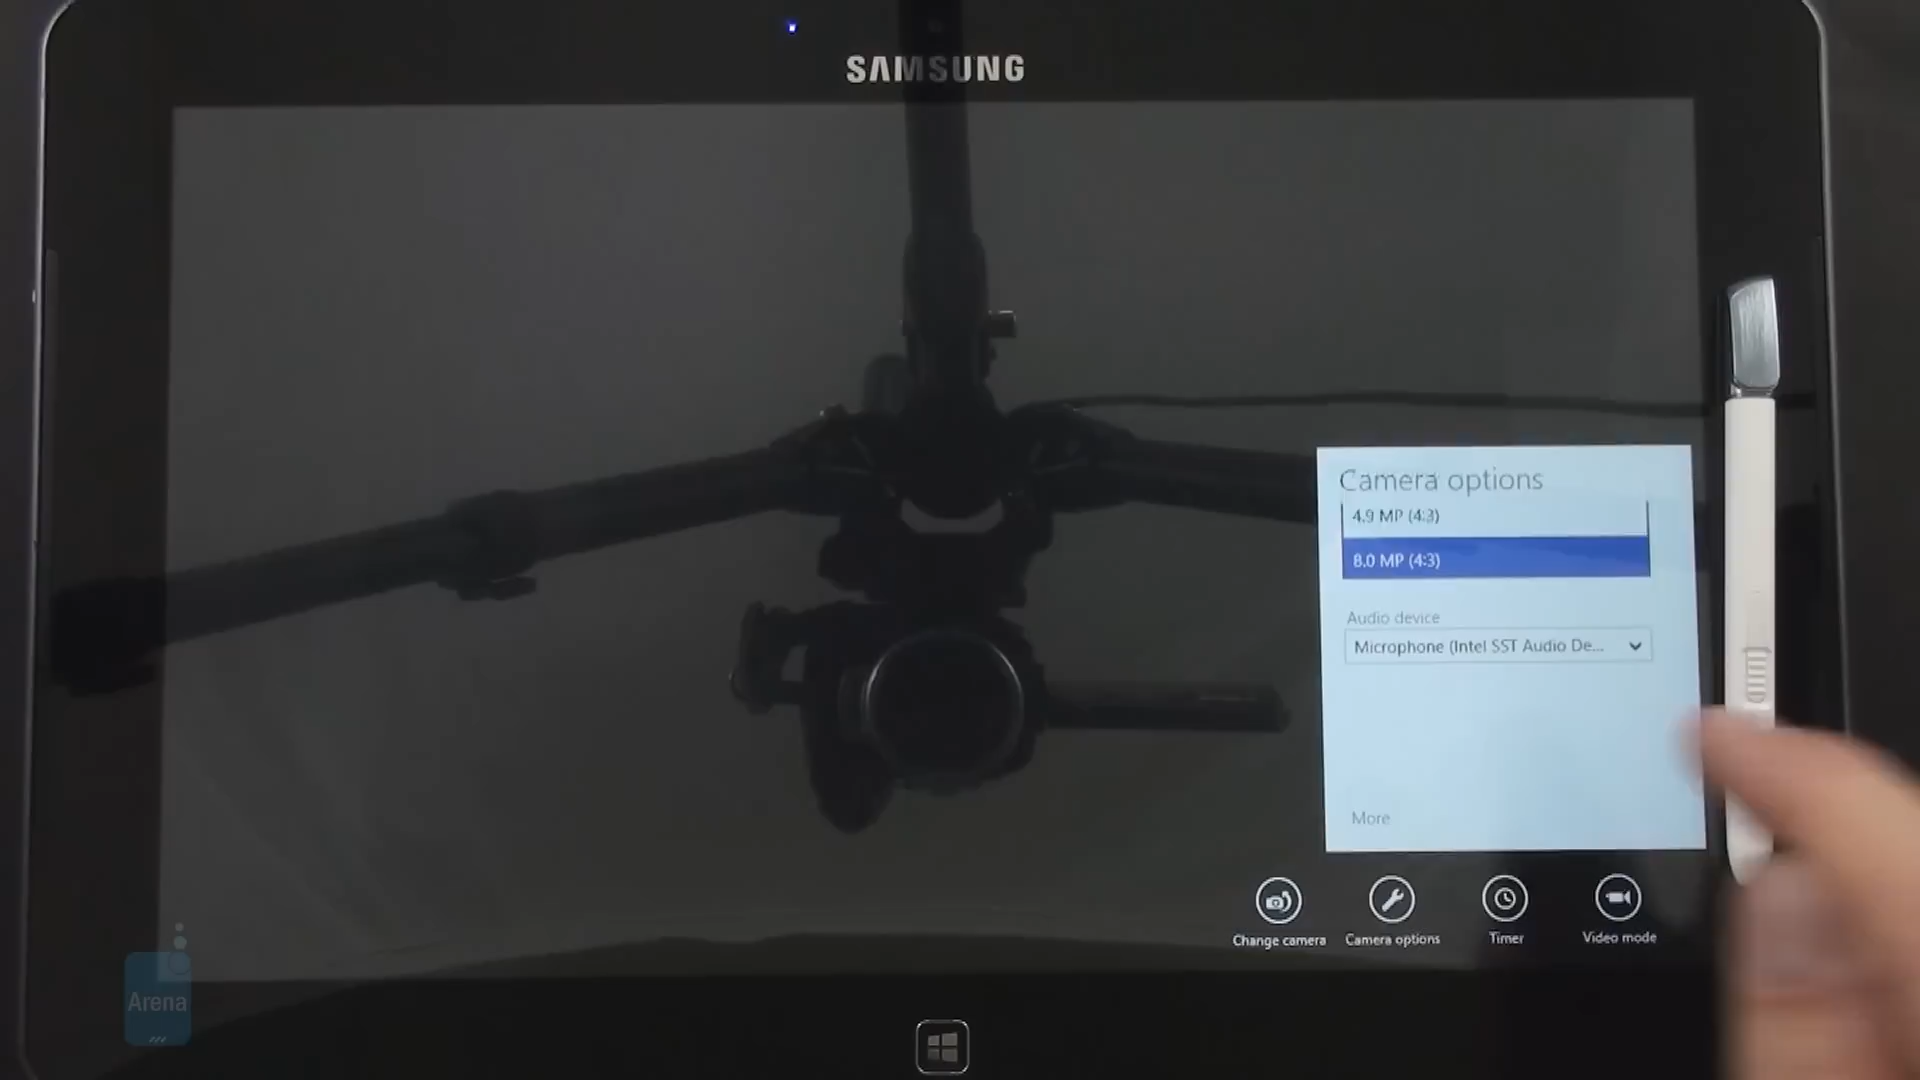 SAMSUNG
Camera options
4.9 MP (4:3)
8.0 MP (4:3)
Audio device
Microphone (Intel SST Audio De...
More
Change camera
Camera options
Timer
Video mode
Arena